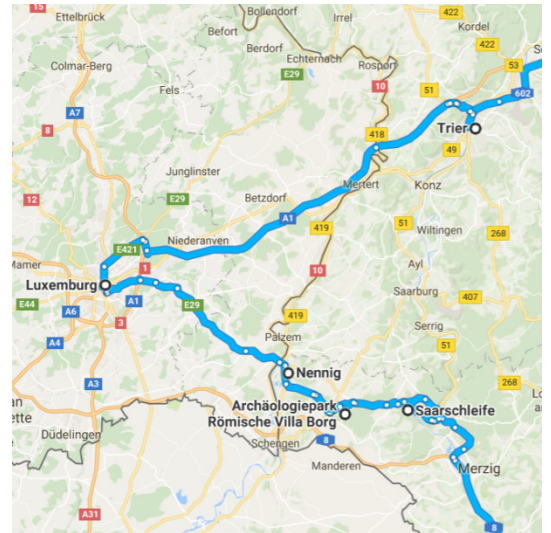 Ettelbrück
Bollendorf
Irrel
422
Kordel
422
Befort
Echternach
Rosport
Berdorf
E29
53
Colmar-Berg
10
51
Fels
602
A7
Trier
8
418
49
Junglinster
E29
Mertert
Konz
12
Betzdorf
A1
51
Wiltingen
268
Niederanven
419
E421
Mamer
1
10
Ayl
Luxemburg
407
E44
A1
E29
Saarburg
A6
3
419
Serrig
A4
Palzem
51
Nennig
268
A3
Archäologiepark
Römische Villa Borg
Saarschleife
Düdelingen
Schengen
8
Manderen
Merzig
A31
8